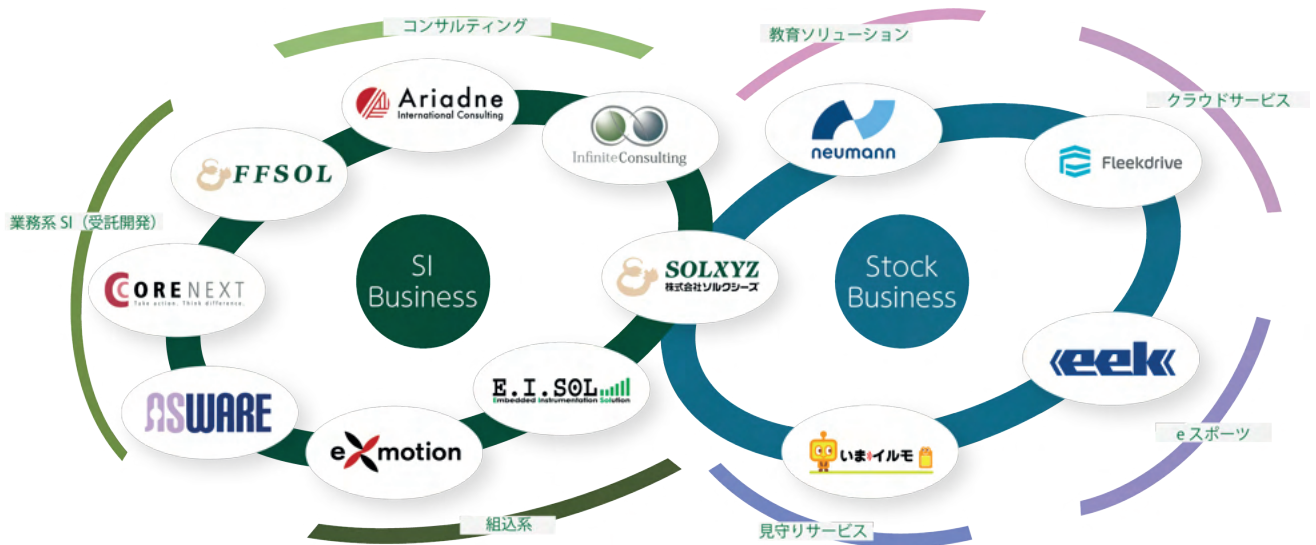 コンサルティング
教育ソリューション
クラウドサービス
Ariadne
International Consulting
InfiniteConsulting
neumann
Fleekdrive
FFSOL
業務系 SI（受託開発）
CORENEXT
Take action. Think difference.
SI
Business
SOLXYZ
株式会社ソルクシーズ
Stock
Business
eek
ASWARE
E.I.SOL
Embedded Instrumentation Solution
eXmotion
いまイルモ
eスポーツ
組込系
見守りサービス